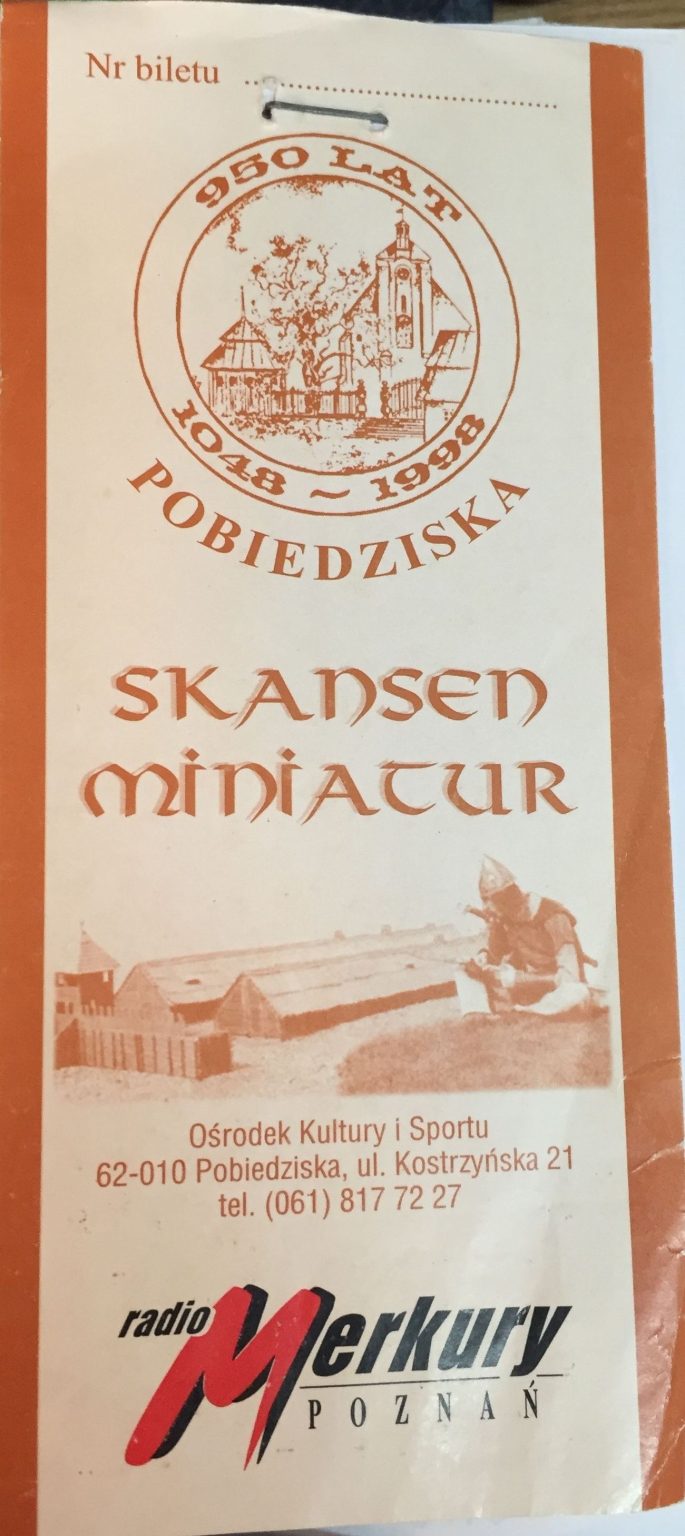 Nr biletu ..............................
950 LAT
1048 ~ 1998
POBIEDZISKA
SKANSEN
MINIATUR
Ośrodek Kultury i Sportu
62-010 Pobiedziska, ul. Kostrzyńska 21
tel. (061) 817 72 27
radio Merkury
POZNAŃ